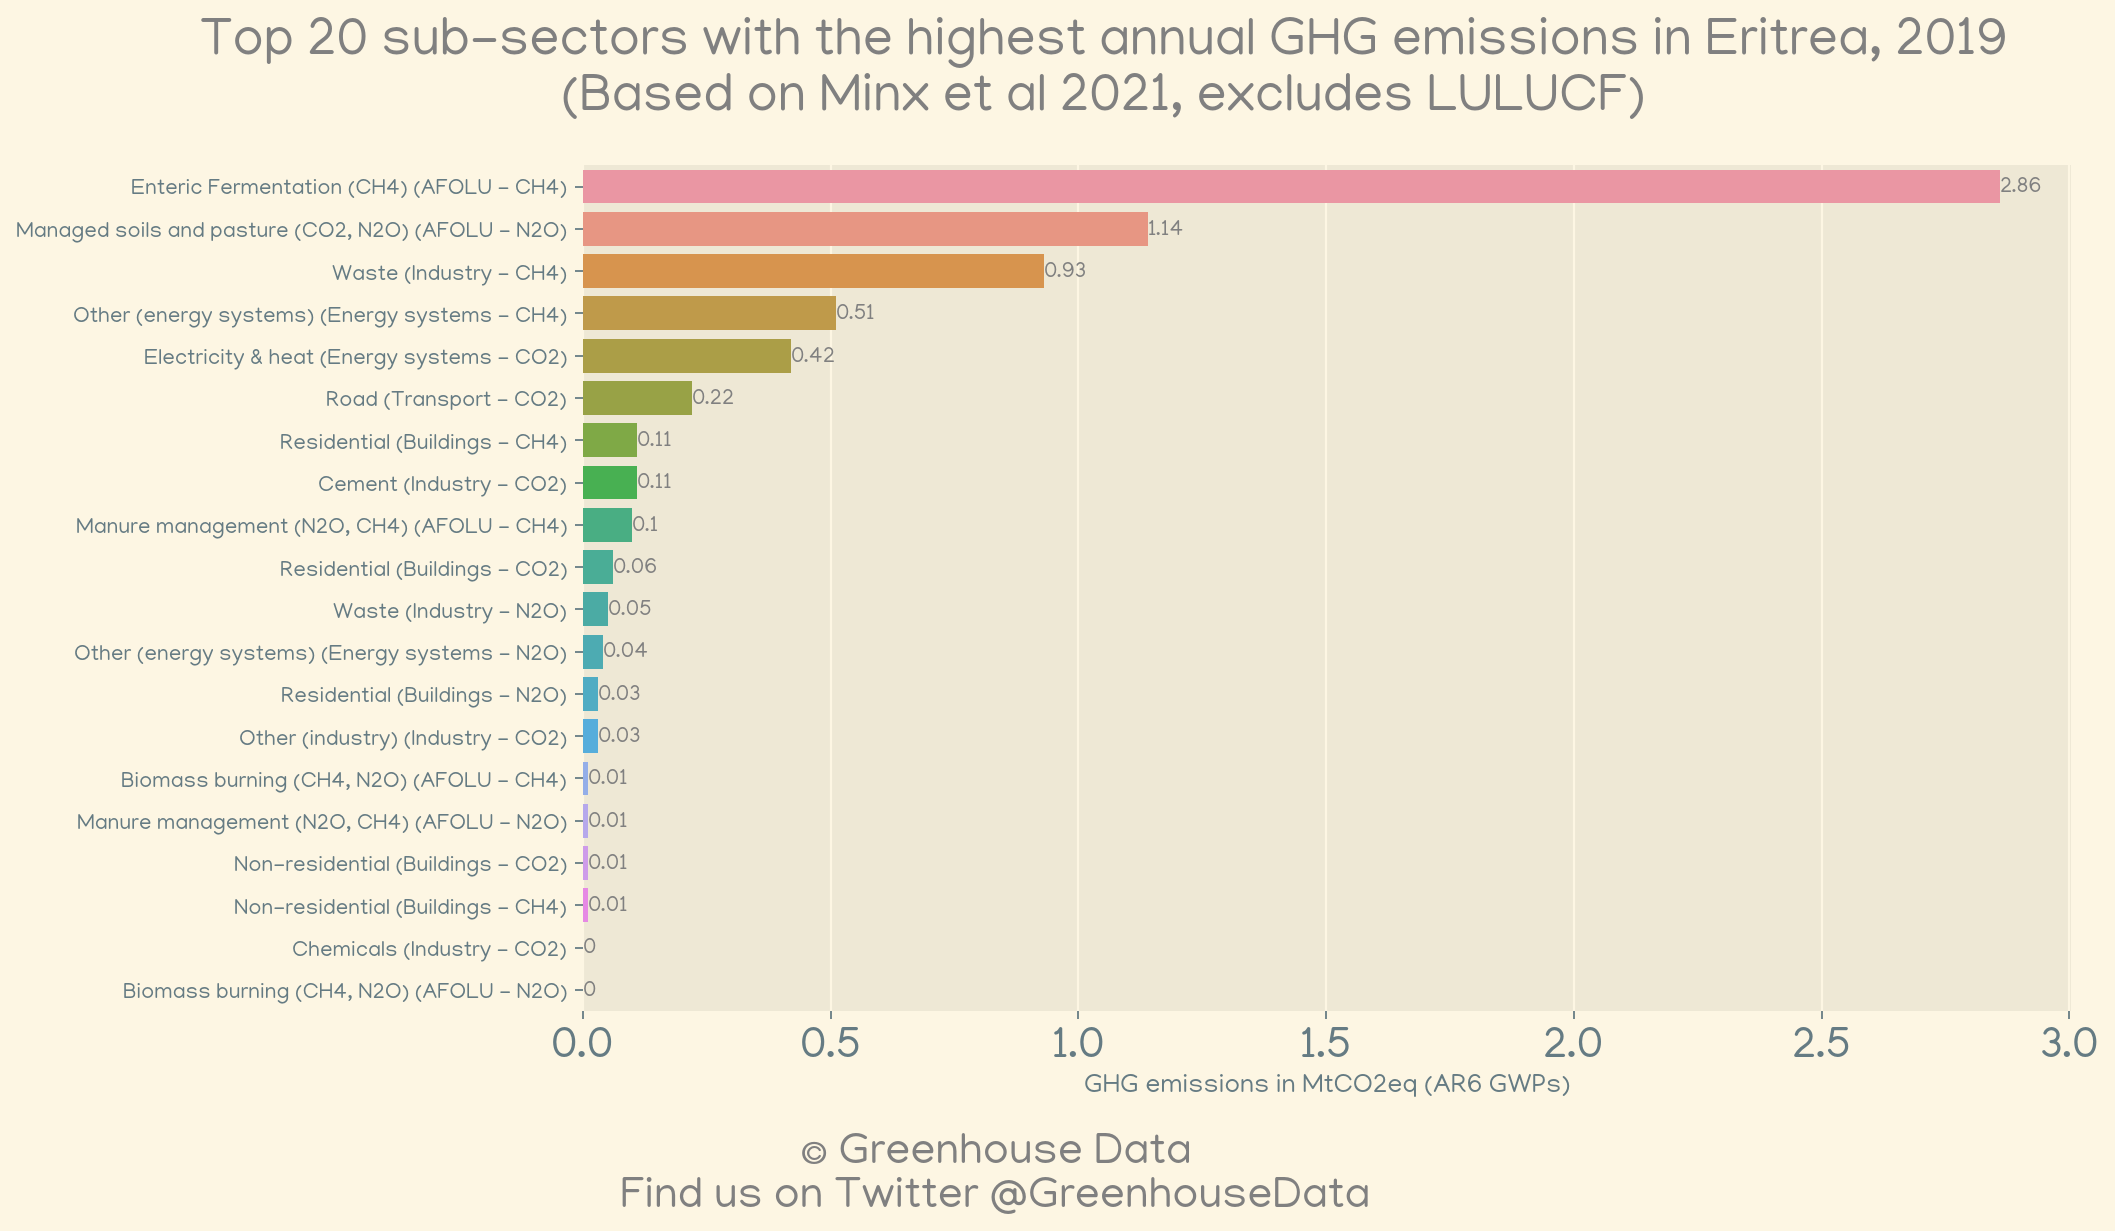 Top 20 sub-sectors with the highest annual GHG emissions in Eritrea, 2019
(Based on Minx et al 2021, excludes LULUCF)
Enteric Fermentation (CH4) (AFOLU - CH4) 2.86
Managed soils and pasture (CO2, N2O) (AFOLU - N2O) 1.14
Waste (Industry - CH4) 0.93
Other (energy systems) (Energy systems - CH4) 0.51
Electricity & heat (Energy systems - CO2) 0.42
Road (Transport - CO2) 0.22
Residential (Buildings - CH4) 0.11
Cement (Industry - CO2) 0.11
Manure management (N2O, CH4) (AFOLU - CH4) 0.1
Residential (Buildings - CO2) 0.06
Waste (Industry - N2O) 0.05
Other (energy systems) (Energy systems - N2O) 0.04
Residential (Buildings - N2O) 0.03
Other (industry) (Industry - CO2) 0.03
Biomass burning (CH4, N2O) (AFOLU - CH4) 0.01
Manure management (N2O, CH4) (AFOLU - N2O) 0.01
Non-residential (Buildings - CO2) 0.01
Non-residential (Buildings - CH4) 0.01
Chemicals (Industry - CO2) 0
Biomass burning (CH4, N2O) (AFOLU - N2O) 0
0.0 0.5 1.0 1.5 2.0 2.5 3.0
GHG emissions in MtCO2eq (AR6 GWPs)
© Greenhouse Data
Find us on Twitter @GreenhouseData